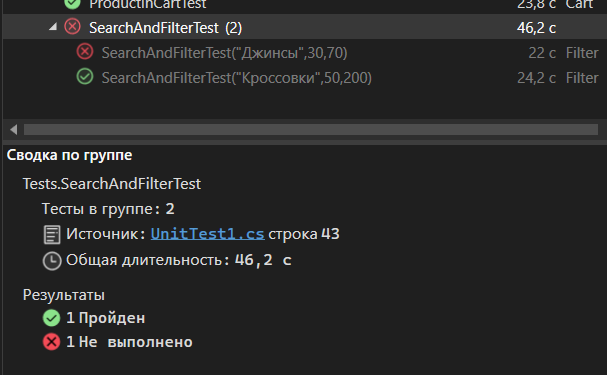 ProductInCartTest 23,8 с Cart
SearchAndFilterTest (2) 46,2 с
SearchAndFilterTest("Джинсы",30,70) 22 с Filter
SearchAndFilterTest("Кроссовки",50,200) 24,2 с Filter
Сводка по группе
Tests.SearchAndFilterTest
Тесты в группе: 2
Источник: UnitTest1.cs строка 43
Общая длительность: 46,2 с
Результаты
1 Пройден
1 Не выполнено